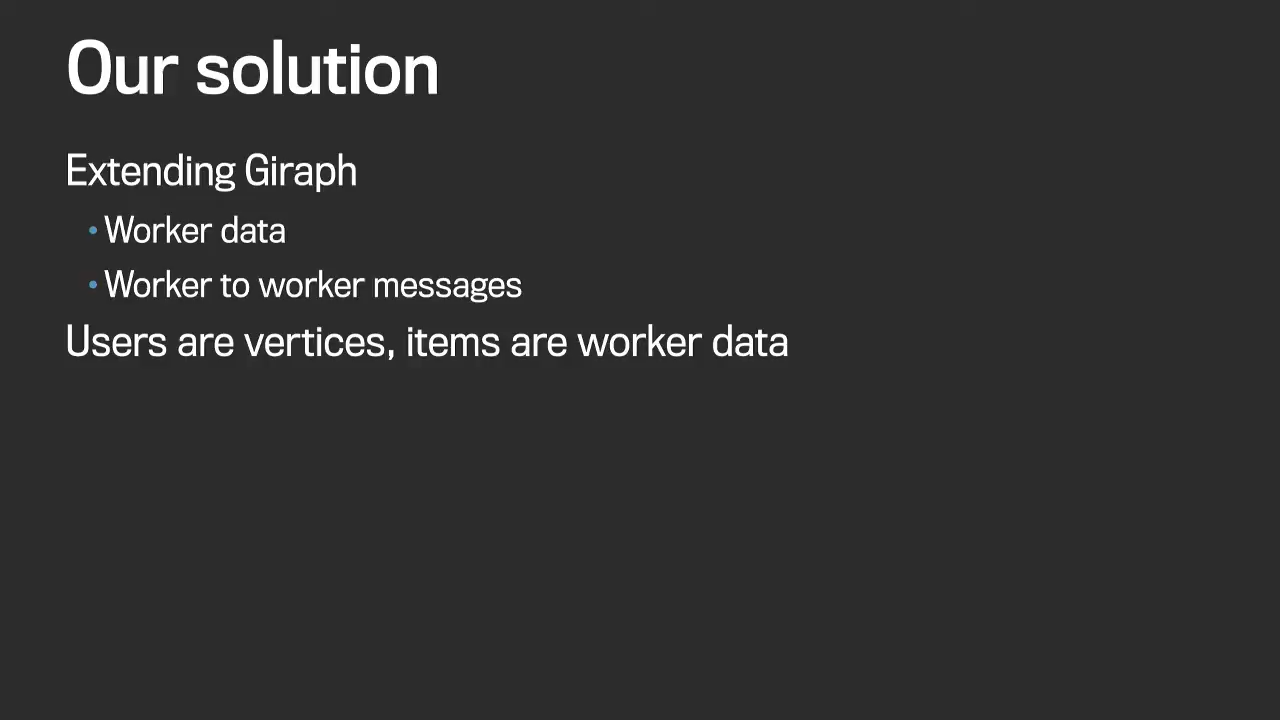 Our solution
Extending Giraph
• Worker data
• Worker to worker messages
Users are vertices, items are worker data